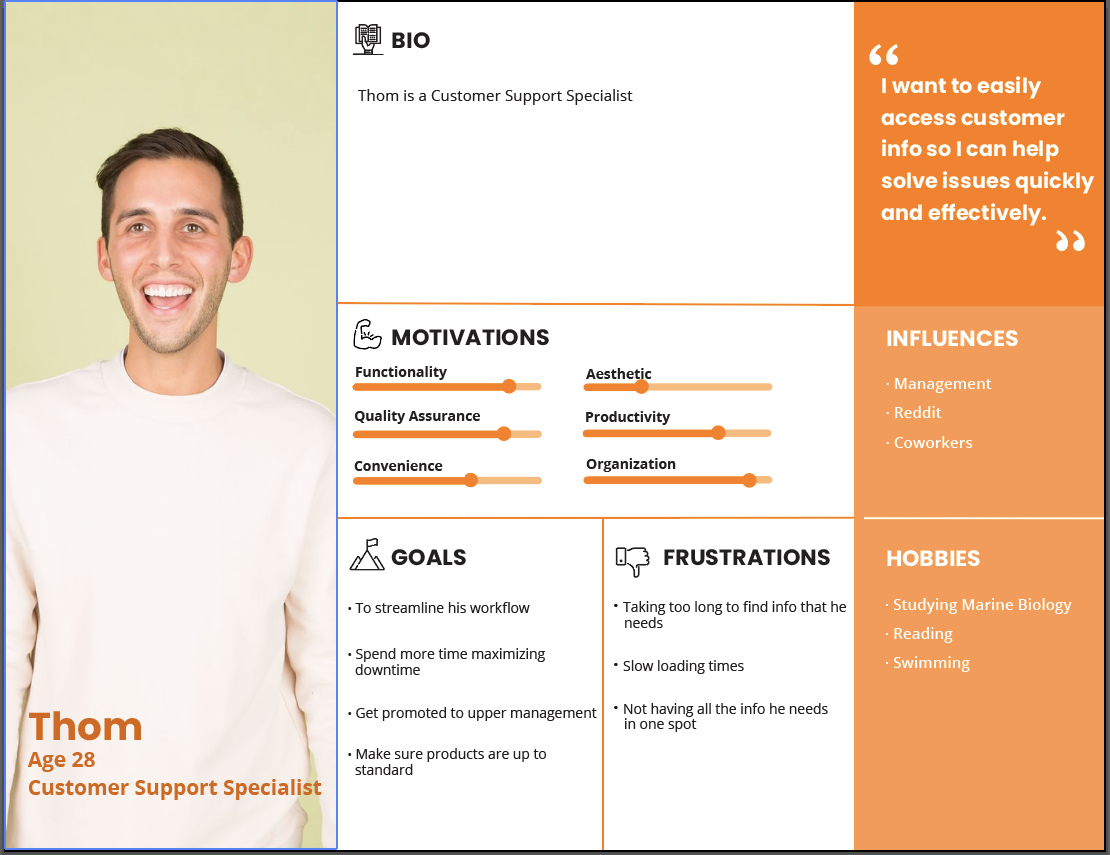 BIO
Thom is a Customer Support Specialist
“
I want to easily
access customer
info so I can help
solve issues quickly
and effectively.
”
MOTIVATIONS
Functionality
Aesthetic
Quality Assurance
Productivity
Convenience
Organization
INFLUENCES
· Management
· Reddit
· Coworkers
GOALS
• To streamline his workflow
• Spend more time maximizing
downtime
• Get promoted to upper management
• Make sure products are up to
standard
FRUSTRATIONS
• Taking too long to find info that he
needs
• Slow loading times
• Not having all the info he needs
in one spot
HOBBIES
· Studying Marine Biology
· Reading
· Swimming
Thom
Age 28
Customer Support Specialist